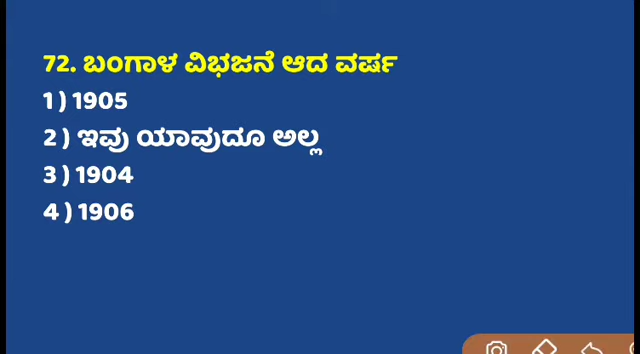 72. ಬಂಗಾಳ ವಿಭಜನೆ ಆದ ವರ್ಷ
1 ) 1905
2 ) ಇವು ಯಾವುದೂ ಅಲ್ಲ
3 ) 1904
4 ) 1906